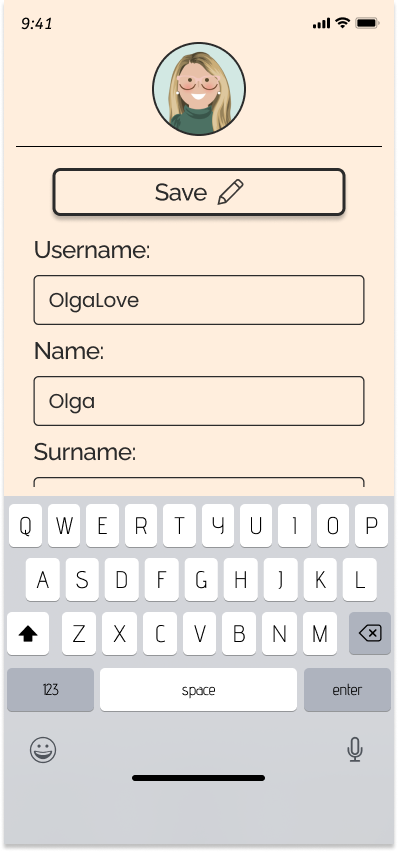 9:41
Save
Username:
OlgaLove
Name:
Olga
Surname:
Q W E R T Y U I O P
A S D F G H J K L
Z X C V B N M
123 space enter